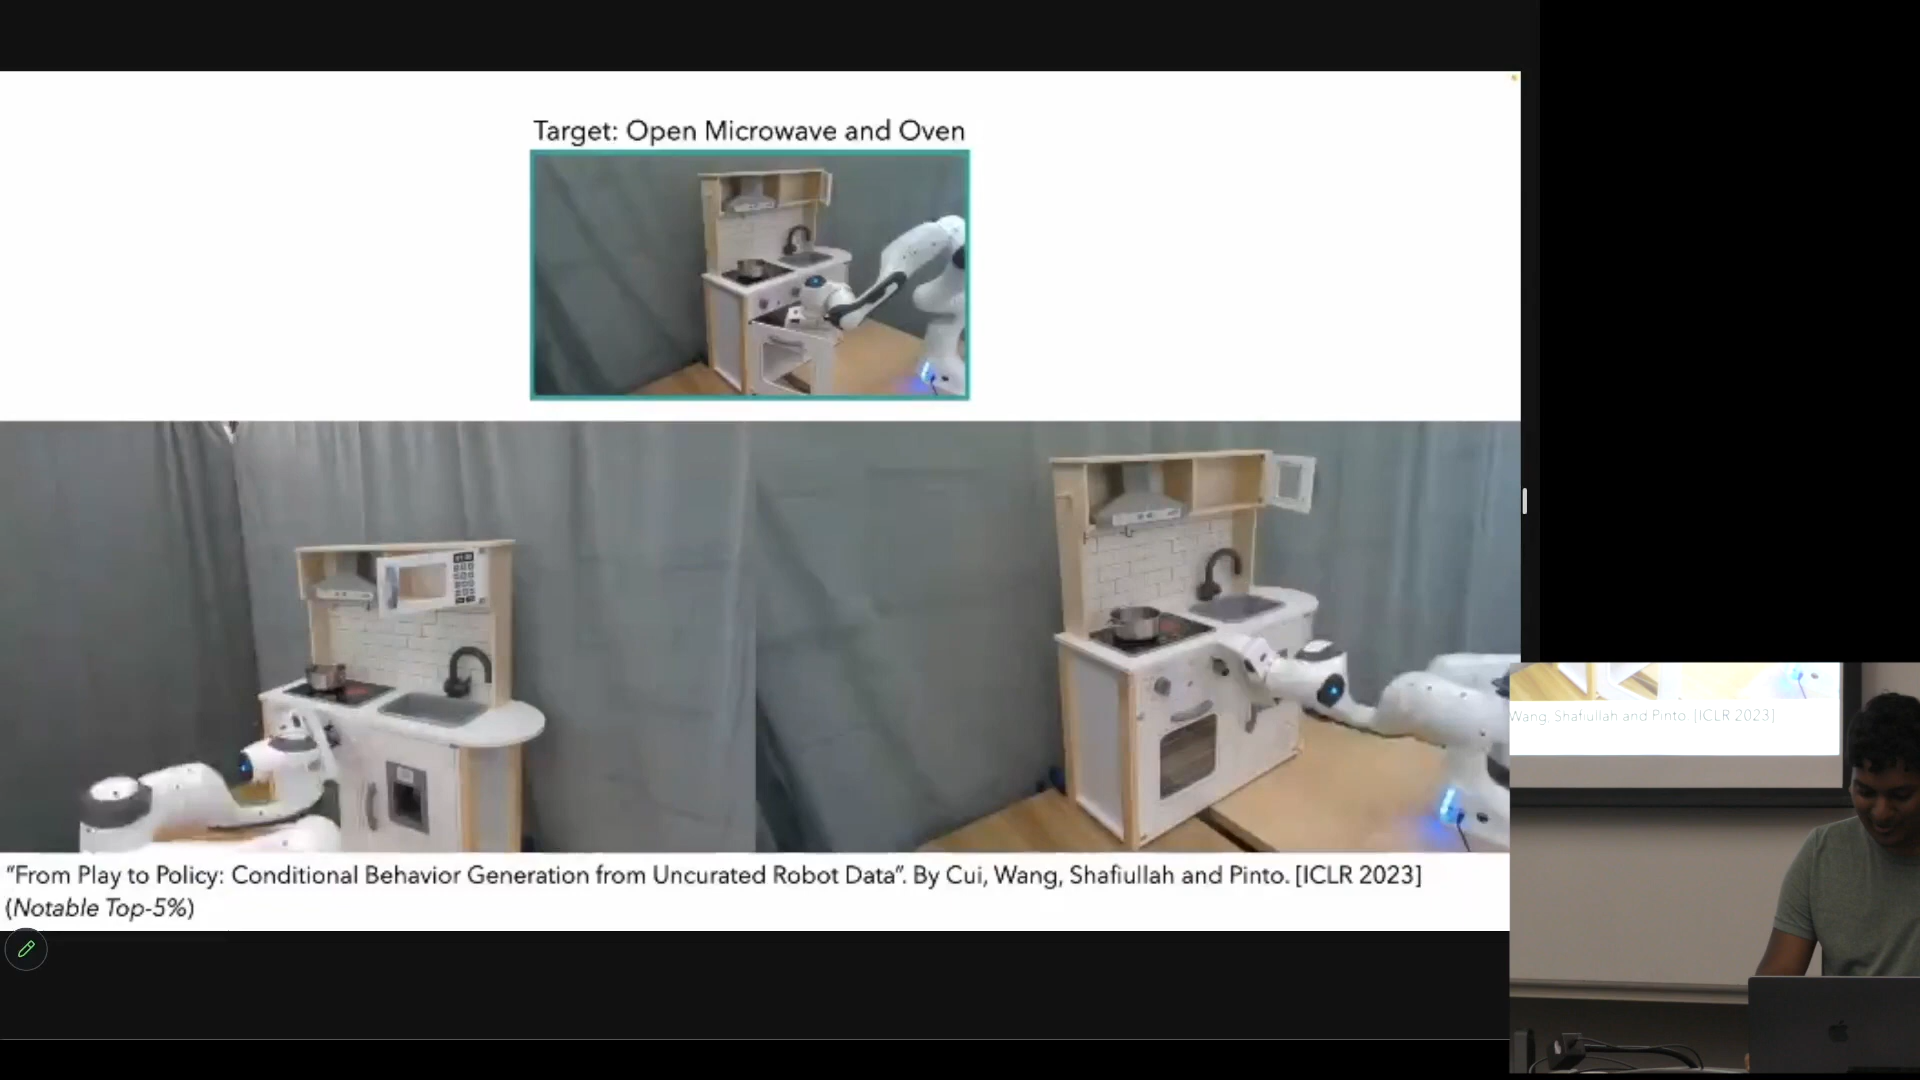 Target: Open Microwave and Oven
"From Play to Policy: Conditional Behavior Generation from Uncurated Robot Data". By Cui, Wang, Shafiullah and Pinto. [ICLR 2023]
(Notable Top-5%)
Wang, Shafiullah and Pinto. [ICLR 2023]